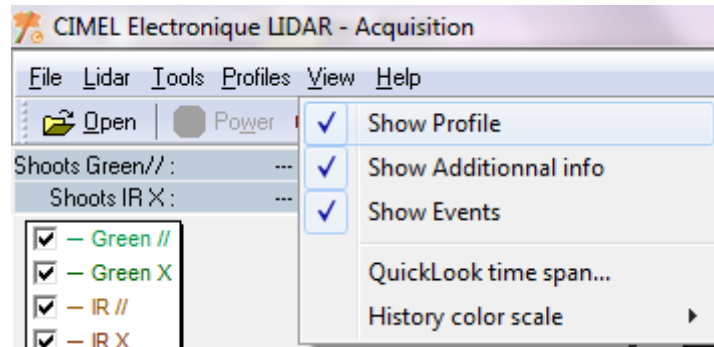 CIMEL Electronique LIDAR - Acquisition
File Lidar Tools Profiles View Help
Open Power
Show Profile
Shoots Green// : ---
Show Additionnal info
Shoots IR X : ---
Show Events
Green //
Green X
QuickLook time span...
IR //
History color scale
IR X